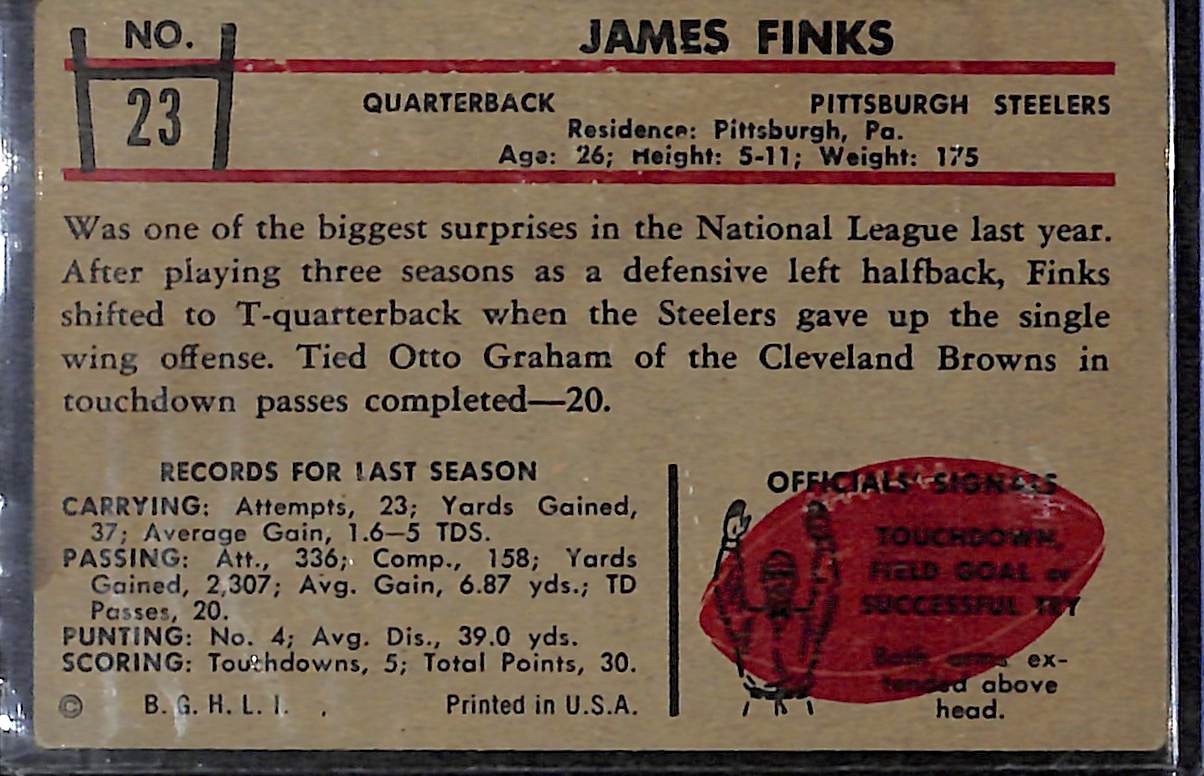 NO.
23
JAMES FINKS
QUARTERBACK PITTSBURGH STEELERS
Residence: Pittsburgh, Pa.
Age: 26; Height: 5-11; Weight: 175
Was one of the biggest surprises in the National League last year.
After playing three seasons as a defensive left halfback, Finks
shifted to T-quarterback when the Steelers gave up the single
wing offense. Tied Otto Graham of the Cleveland Browns in
touchdown passes completed—20.
RECORDS FOR LAST SEASON
CARRYING: Attempts, 23; Yards Gained,
37; Average Gain, 1.6—5 TDS.
PASSING: Att., 336; Comp., 158; Yards
Gained, 2,307; Avg. Gain, 6.87 yds.; TD
Passes, 20.
PUNTING: No. 4; Avg. Dis., 39.0 yds.
SCORING: Touchdowns, 5; Total Points, 30.
© B. G. H. L. I. . Printed in U.S.A.
OFFICIALS' SIGNALS
TOUCHDOWN,
FIELD GOAL or
SUCCESSFUL TRY
Both arms ex-
tended above
head.